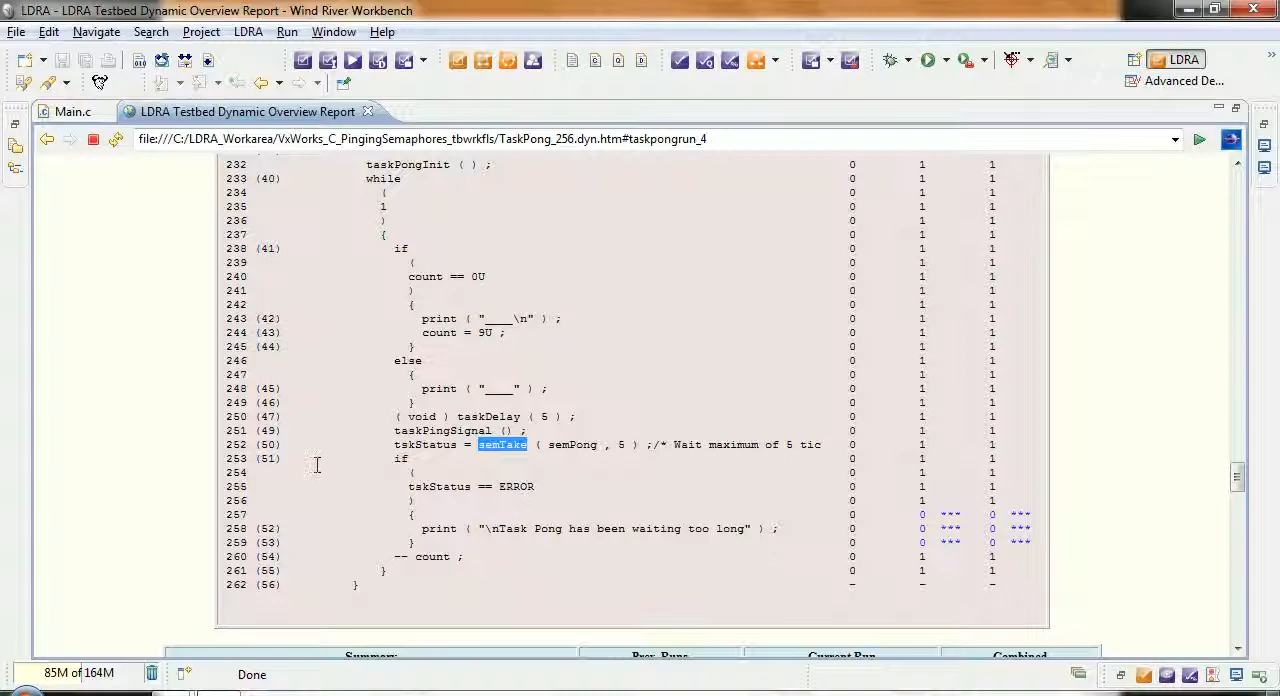 LDRA - LDRA Testbed Dynamic Overview Report - Wind River Workbench
File Edit Navigate Search Project LDRA Run Window Help
LDRA
Advanced De...
Main.c LDRA Testbed Dynamic Overview Report
file:///C:/LDRA_Workarea/VxWorks_C_PingingSemaphores_tbwrkfls/TaskPong_256.dyn.htm#taskpongrun_4
232 taskPongInit ( ) ; 0 1 1
233 (40) while 0 1 1
234 ( 0 1 1
235 1 0 1 1
236 ) 0 1 1
237 { 0 1 1
238 (41) if 0 1 1
239 ( 0 1 1
240 count == 0U 0 1 1
241 ) 0 1 1
242 { 0 1 1
243 (42) print ( "____\n" ) ; 0 1 1
244 (43) count = 9U ; 0 1 1
245 (44) } 0 1 1
246 else 0 1 1
247 { 0 1 1
248 (45) print ( "____" ) ; 0 1 1
249 (46) } 0 1 1
250 (47) ( void ) taskDelay ( 5 ) ; 0 1 1
251 (49) taskPingSignal () ; 0 1 1
252 (50) tskStatus = semTake ( semPong , 5 ) ;/* Wait maximum of 5 tic 0 1 1
253 (51) if 0 1 1
254 ( 0 1 1
255 tskStatus == ERROR 0 1 1
256 ) 0 1 1
257 { 0 0 *** 0 ***
258 (52) print ( "\nTask Pong has been waiting too long" ) ; 0 0 *** 0 ***
259 (53) } 0 0 *** 0 ***
260 (54) -- count ; 0 1 1
261 (55) } 0 1 1
262 (56) } - - -
Summary Prev. Runs Current Run Combined
85M of 164M Done